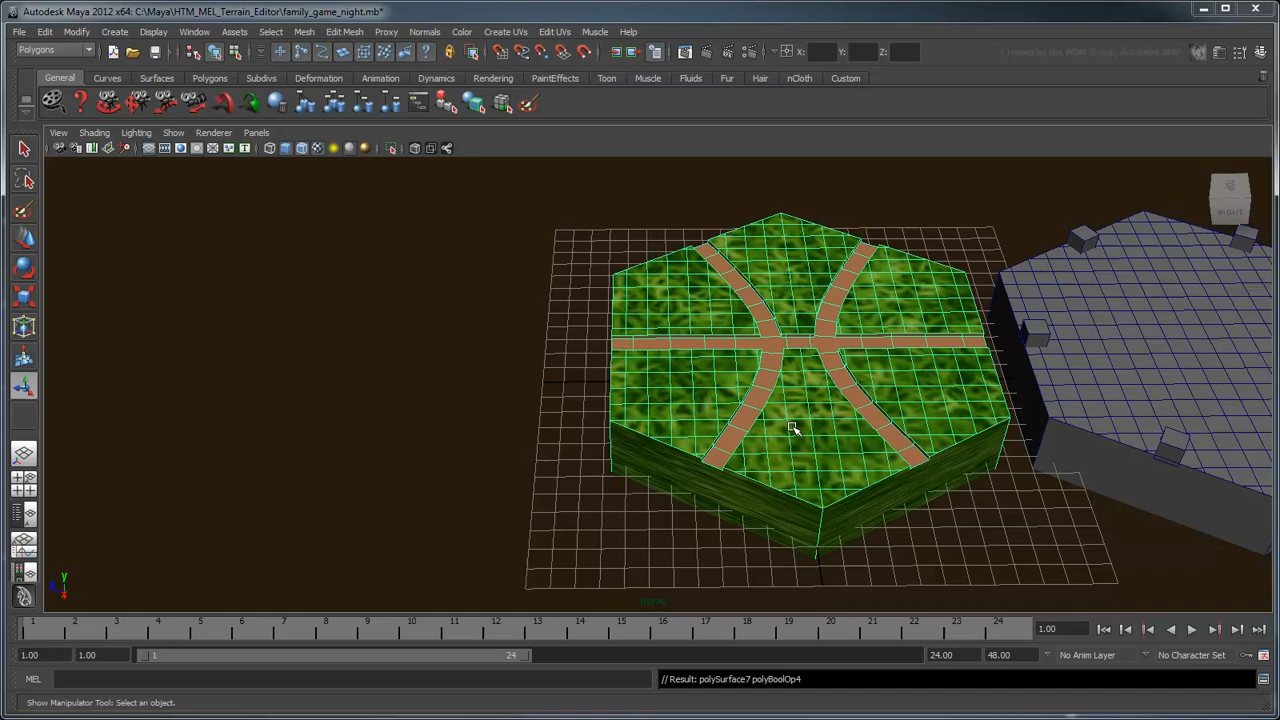 Autodesk Maya 2012 x64: C:\Maya\HTM_MEL_Terrain_Editor\family_game_night.mb*
File Edit Modify Create Display Window Assets Select Mesh Edit Mesh Proxy Normals Color Create UVs Edit UVs Muscle Help
Polygons X: Y: Z:
General Curves Surfaces Polygons Subdivs Deformation Animation Dynamics Rendering PaintEffects Toon Muscle Fluids Fur Hair nCloth Custom
View Shading Lighting Show Renderer Panels
RIGHT
y
persp
1 2 3 4 5 6 7 8 9 10 11 12 13 14 15 16 17 18 19 20 21 22 23 24 1.00
1.00 1.00 1 24 24.00 48.00 No Anim Layer No Character Set
MEL // Result: polySurface7 polyBoolOp4
Show Manipulator Tool: Select an object.